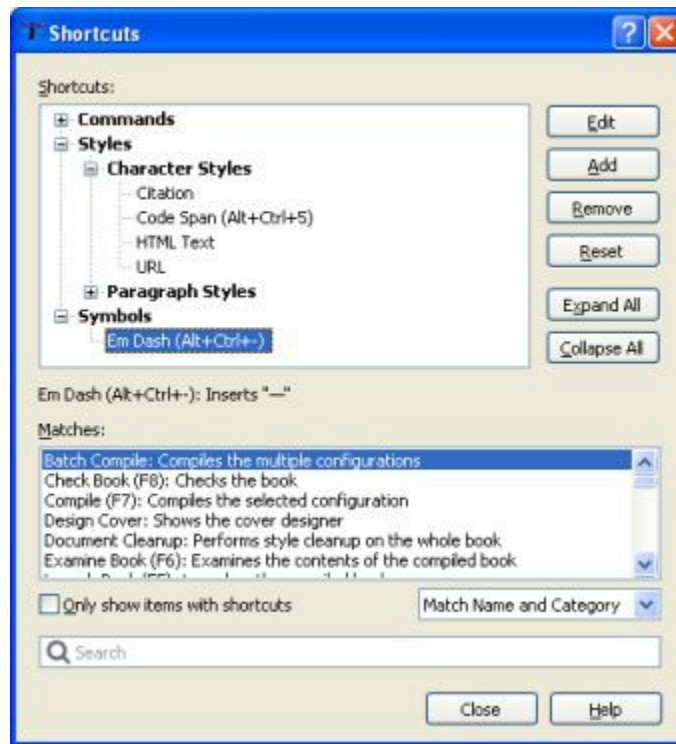 Shortcuts
Shortcuts:
Commands
Styles
Character Styles
Citation
Code Span (Alt+Ctrl+5)
HTML Text
URL
Paragraph Styles
Symbols
Em Dash (Alt+Ctrl+-)
Edit
Add
Remove
Reset
Expand All
Collapse All
Em Dash (Alt+Ctrl+-): Inserts "—"
Matches:
Batch Compile: Compiles the multiple configurations
Check Book (F8): Checks the book
Compile (F7): Compiles the selected configuration
Design Cover: Shows the cover designer
Document Cleanup: Performs style cleanup on the whole book
Examine Book (F6): Examines the contents of the compiled book
Only show items with shortcuts
Match Name and Category
Search
Close
Help